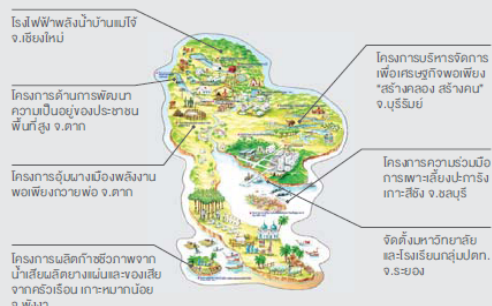 โรงไฟฟ้าพลังน้ำบ้านแม่โจ้
จ.เชียงใหม่
โครงการด้านการพัฒนา
ความเป็นอยู่ของประชาชน
พื้นที่สูง จ.ตาก
โครงการอุ้มผางเมืองพลังงาน
พอเพียงถวายพ่อ จ.ตาก
โครงการผลิตก๊าซชีวภาพจาก
น้ำเสียผลิตยางแผ่นและของเสีย
จากครัวเรือน เกาะหมากน้อย
จ.พังงา
โครงการบริหารจัดการ
เพื่อเศรษฐกิจพอเพียง
"สร้างคลอง สร้างคน"
จ.บุรีรัมย์
โครงการความร่วมมือ
การเพาะเลี้ยงปะการัง
เกาะสีชัง จ.ชลบุรี
จัดตั้งมหาวิทยาลัย
และโรงเรียนกลุ่มปตท.
จ.ระยอง